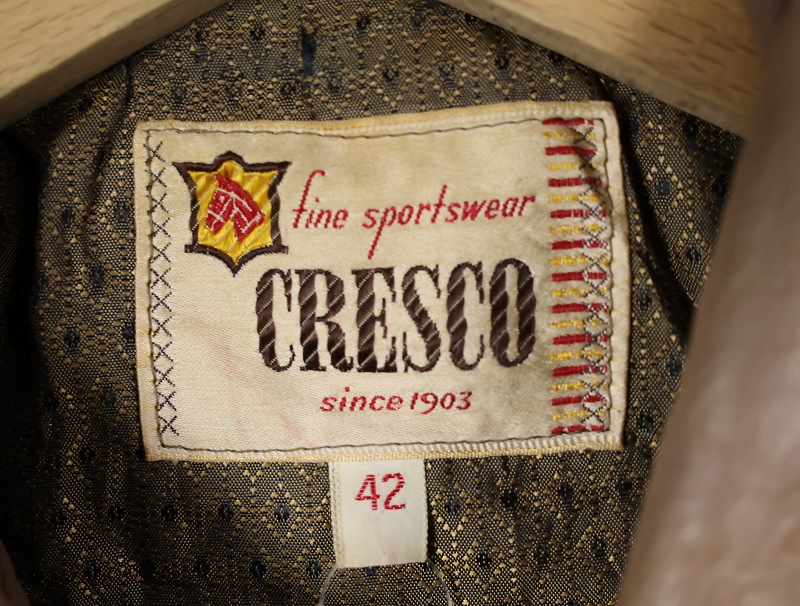 fine sportswear
CRESCO
since 1903
42